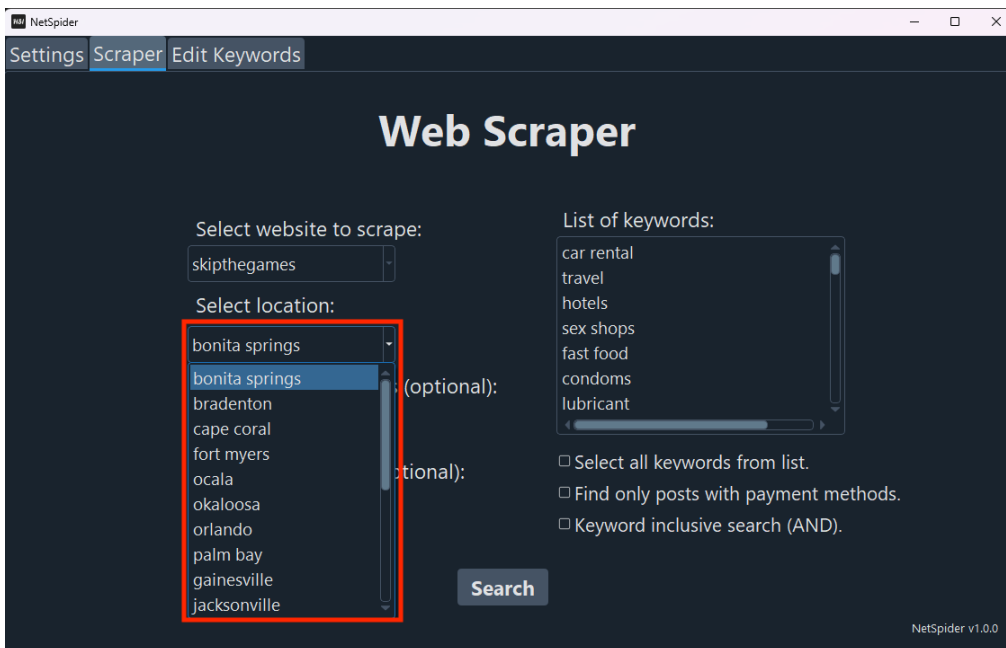 NetSpider
Settings Scraper Edit Keywords
Web Scraper
Select website to scrape:
skipthegames
Select location:
bonita springs
bonita springs
bradenton
cape coral
fort myers
ocala
okaloosa
orlando
palm bay
gainesville
jacksonville
(optional):
tional):
List of keywords:
car rental
travel
hotels
sex shops
fast food
condoms
lubricant
Select all keywords from list.
Find only posts with payment methods.
Keyword inclusive search (AND).
Search
NetSpider v1.0.0